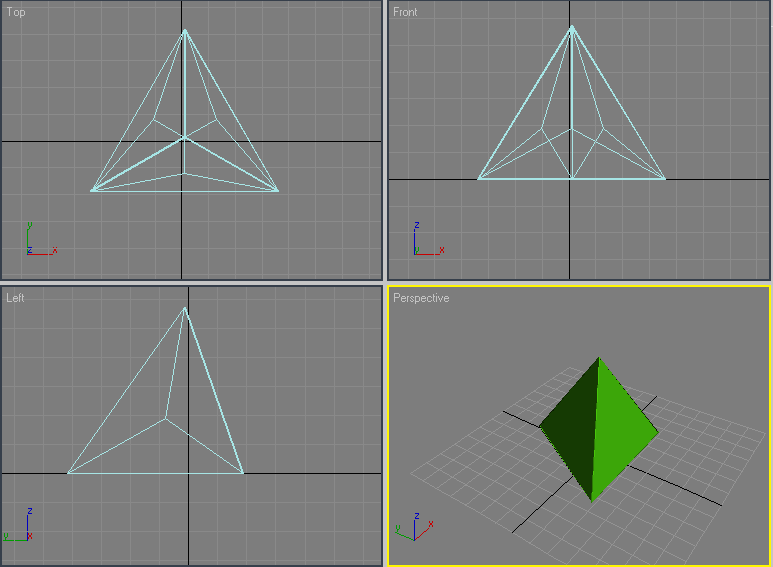 Top
y
z x
Front
z
y x
Left
z
y x
Perspective
z
y x